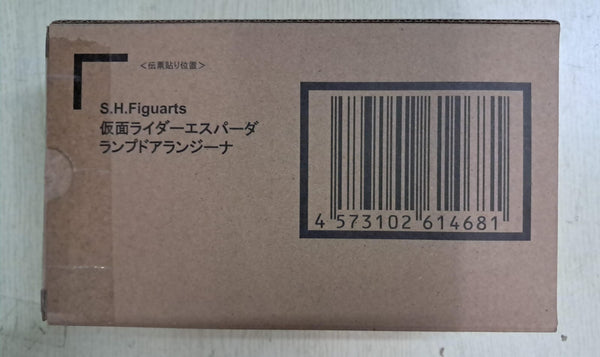 ＜伝票貼り位置＞
S.H.Figuarts
仮面ライダーエスパーダ
ランプドアランジーナ
4 573102 614681